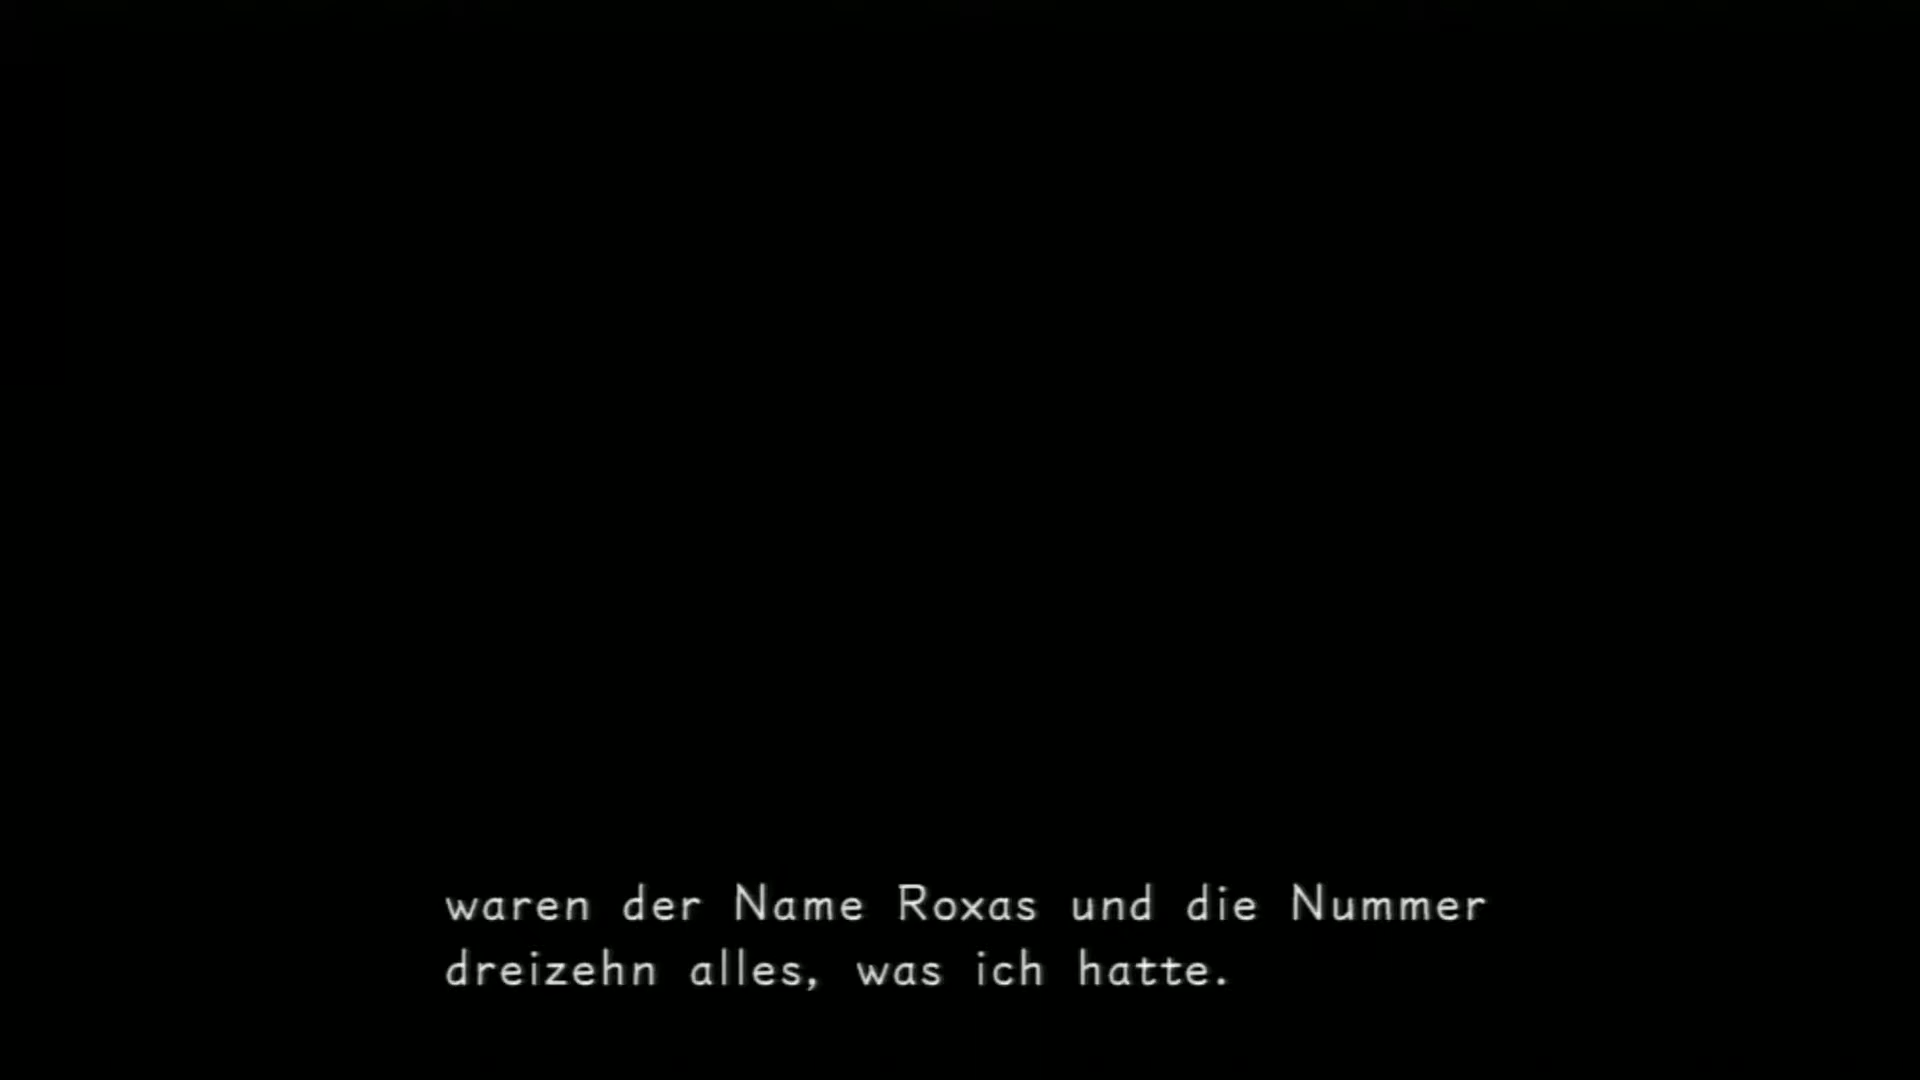 waren der Name Roxas und die Nummer
dreizehn alles, was ich hatte.